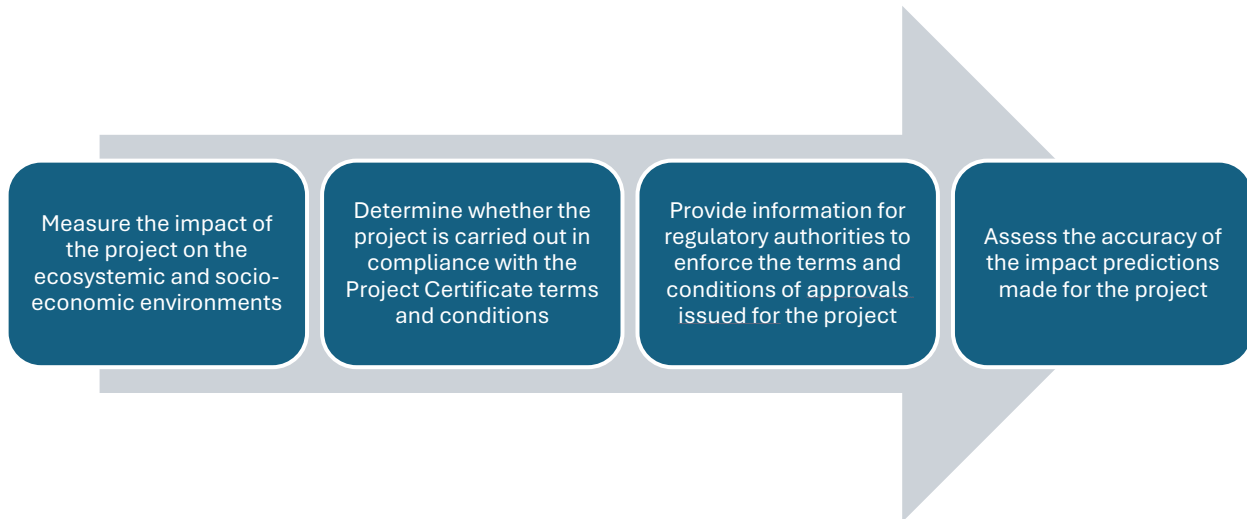 Measure the impact of
the project on the
ecosystemic and socio-
economic environments
Determine whether the
project is carried out in
compliance with the
Project Certificate terms
and conditions
Provide information for
regulatory authorities to
enforce the terms and
conditions of approvals
issued for the project
Assess the accuracy of
the impact predictions
made for the project